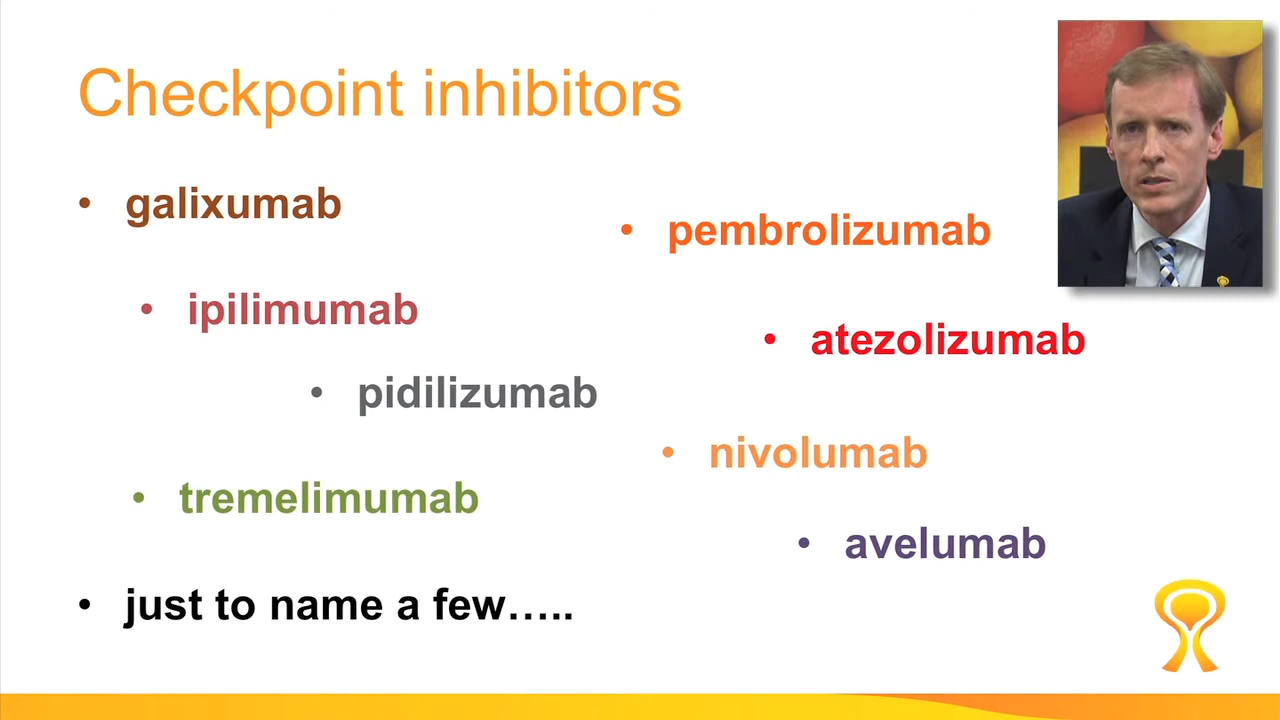 Checkpoint inhibitors
• galixumab
• pembrolizumab
• ipilimumab
• atezolizumab
• pidilizumab
• nivolumab
• tremelimumab
• avelumab
• just to name a few…..